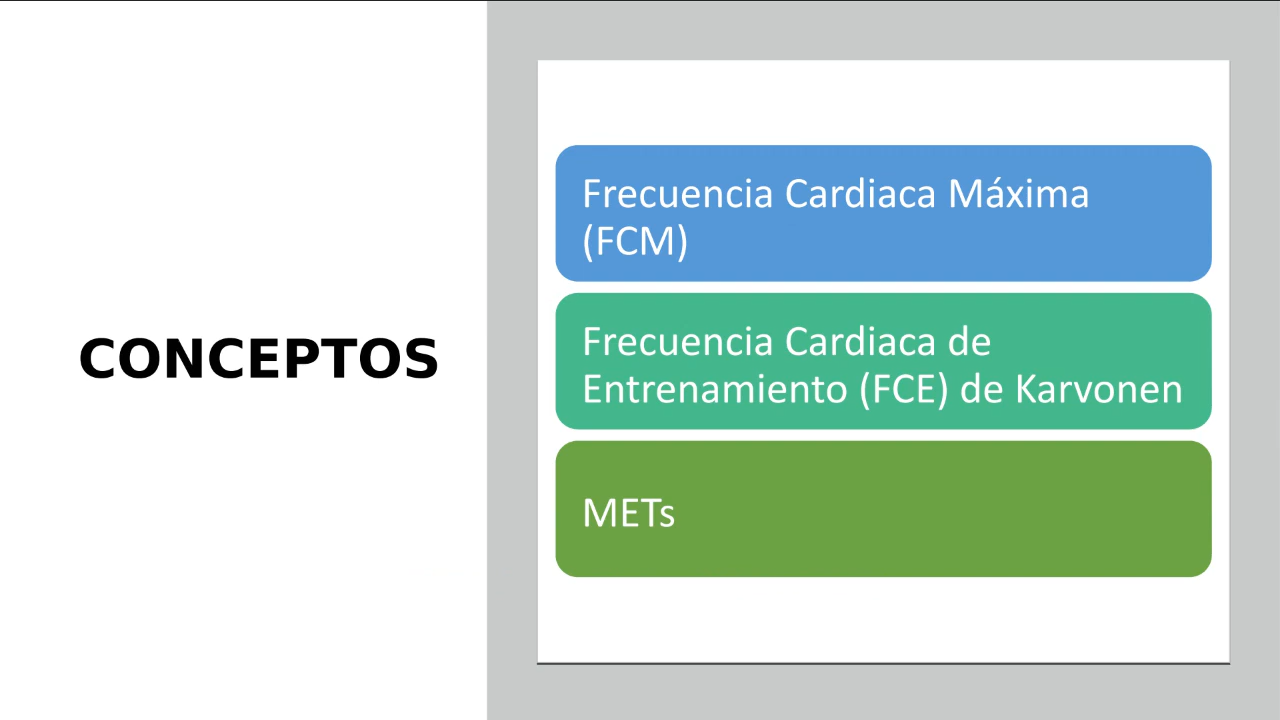 CONCEPTOS
Frecuencia Cardiaca Máxima
(FCM)
Frecuencia Cardiaca de
Entrenamiento (FCE) de Karvonen
METs